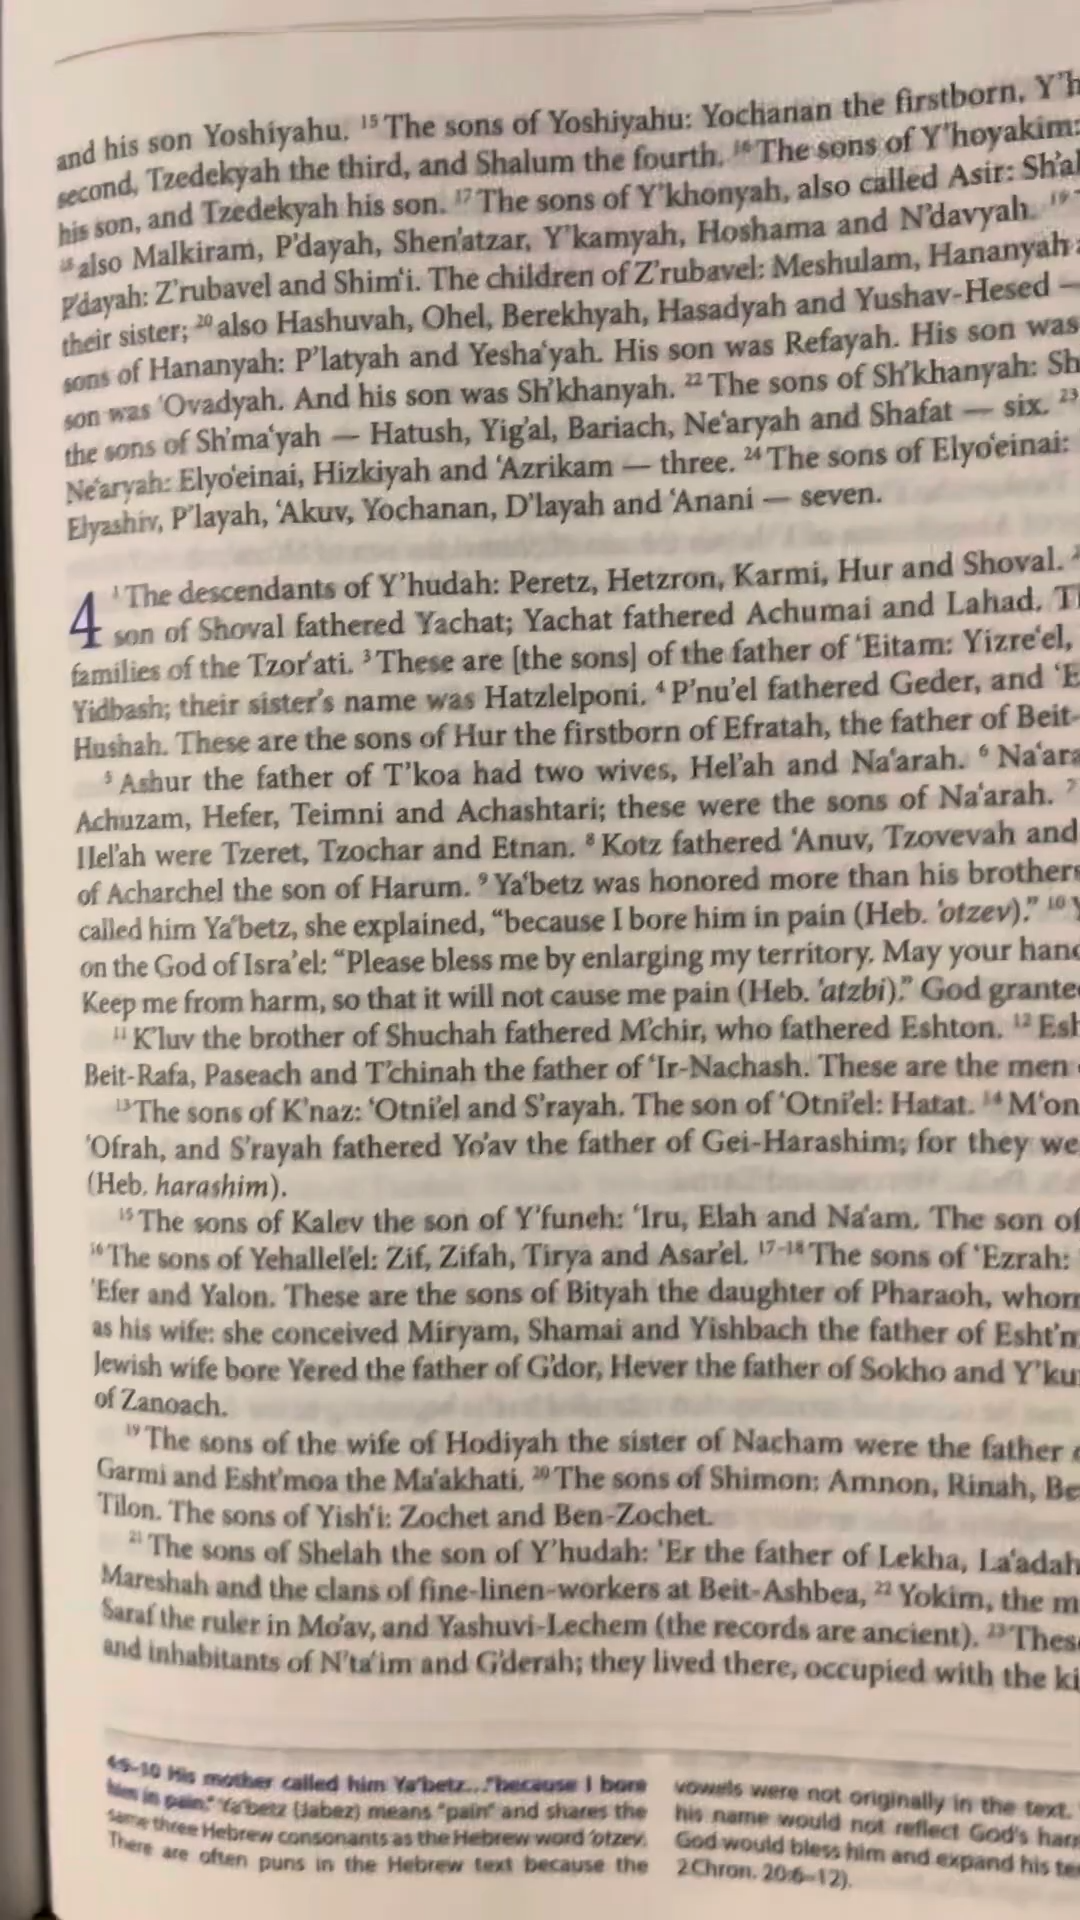 and his son Yoshiyahu. 15 The sons of Yoshiyahu: Yochanan the firstborn, Y'h
second, Tzedekyah the third, and Shalum the fourth. 16 The sons of Y'hoyakim:
his son, and Tzedekyah his son. 17 The sons of Y'khonyah, also called Asir: Sh'al
18 also Malkiram, P'dayah, Shen'atzar, Y'kamyah, Hoshama and N'davyah. 19
P'dayah: Z'rubavel and Shim‘i. The children of Z'rubavel: Meshulam, Hananyah
their sister; 20 also Hashuvah, Ohel, Berekhyah, Hasadyah and Yushav-Hesed —
sons of Hananyah: P'latyah and Yesha‘yah. His son was Refayah. His son was
son was ‘Ovadyah. And his son was Sh'khanyah. 22 The sons of Sh'khanyah: Sh
the sons of Sh'ma‘yah — Hatush, Yig'al, Bariach, Ne‘aryah and Shafat — six. 23
Ne‘aryah: Elyo‘einai, Hizkiyah and ‘Azrikam — three. 24 The sons of Elyo‘einai:
Elyashiv, P'layah, ‘Akuv, Yochanan, D'layah and ‘Anani — seven.
4 1 The descendants of Y'hudah: Peretz, Hetzron, Karmi, Hur and Shoval. 2
son of Shoval fathered Yachat; Yachat fathered Achumai and Lahad. Th
families of the Tzor‘ati. 3 These are [the sons] of the father of ‘Eitam: Yizre‘el,
Yidbash; their sister's name was Hatzlelponi. 4 P'nu'el fathered Geder, and ‘E
Hushah. These are the sons of Hur the firstborn of Efratah, the father of Beit-
5 Ashur the father of T'koa had two wives, Hel'ah and Na‘arah. 6 Na‘ara
Achuzam, Hefer, Teimni and Achashtari; these were the sons of Na‘arah. 7
Hel'ah were Tzeret, Tzochar and Etnan. 8 Kotz fathered ‘Anuv, Tzovevah and
of Acharchel the son of Harum. 9 Ya‘betz was honored more than his brothers
called him Ya‘betz, she explained, “because I bore him in pain (Heb. ‘otzev).” 10 Y
on the God of Isra'el: “Please bless me by enlarging my territory. May your hand
Keep me from harm, so that it will not cause me pain (Heb. ‘atzbi).” God granted
11 K'luv the brother of Shuchah fathered M'chir, who fathered Eshton. 12 Esh
Beit-Rafa, Paseach and T'chinah the father of ‘Ir-Nachash. These are the men
13 The sons of K'naz: ‘Otni'el and S'rayah. The son of ‘Otni'el: Hatat. 14 M'on
‘Ofrah, and S'rayah fathered Yo'av the father of Gei-Harashim; for they we
(Heb. harashim).
15 The sons of Kalev the son of Y'funeh: ‘Iru, Elah and Na‘am. The son of
16 The sons of Yehallel'el: Zif, Zifah, Tirya and Asar'el. 17-18 The sons of ‘Ezrah:
‘Efer and Yalon. These are the sons of Bityah the daughter of Pharaoh, whom
as his wife: she conceived Miryam, Shamai and Yishbach the father of Esht'm
Jewish wife bore Yered the father of G'dor, Hever the father of Sokho and Y'ku
of Zanoach.
19 The sons of the wife of Hodiyah the sister of Nacham were the father
Garmi and Esht'moa the Ma‘akhati. 20 The sons of Shimon: Amnon, Rinah, Be
Tilon. The sons of Yish‘i: Zochet and Ben-Zochet.
21 The sons of Shelah the son of Y'hudah: ‘Er the father of Lekha, La‘adah
Mareshah and the clans of fine-linen-workers at Beit-Ashbea, 22 Yokim, the m
Saraf the ruler in Mo'av, and Yashuvi-Lechem (the records are ancient). 23 These
and inhabitants of N'ta‘im and G'derah; they lived there, occupied with the ki
4:9-10 His mother called him Ya‘betz..."because I bore
him in pain." Ya‘betz (Jabez) means "pain" and shares the
same three Hebrew consonants as the Hebrew word ‘otzev.
There are often puns in the Hebrew text because the
vowels were not originally in the text.
his name would not reflect God's harm
God would bless him and expand his te
2 Chron. 20:6–12).